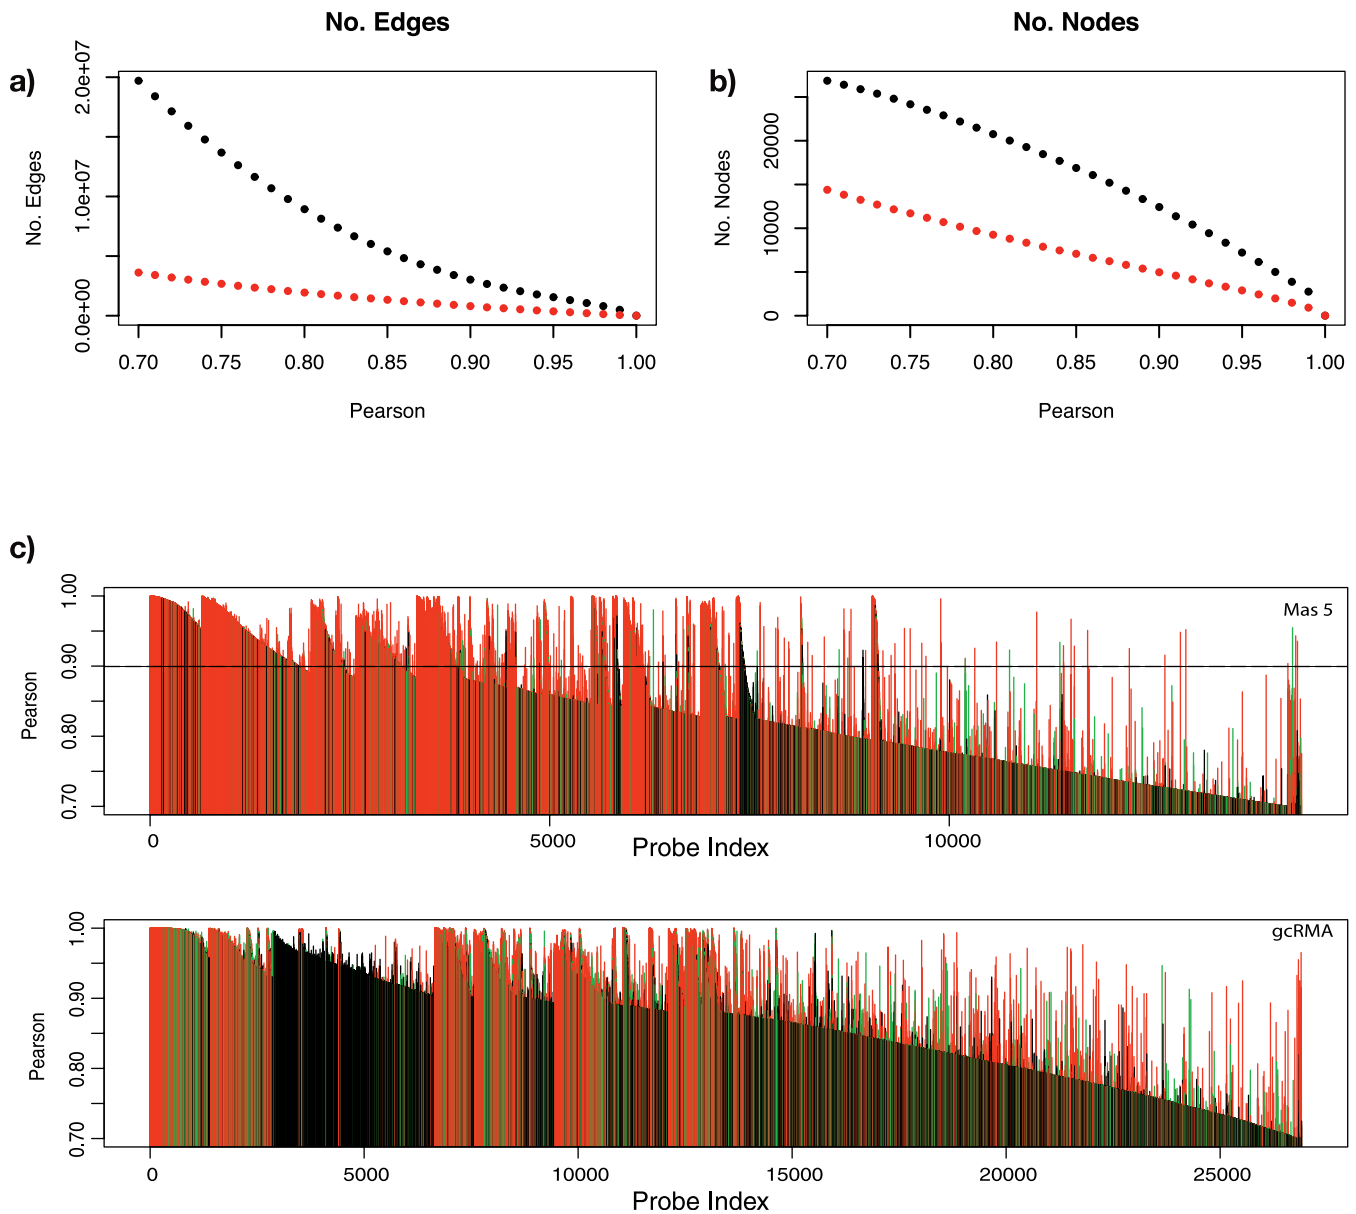 No. Edges
No. Nodes
a)
b)
No. Edges
0.0e+00 1.0e+07 2.0e+07
0.70 0.75 0.80 0.85 0.90 0.95 1.00
Pearson
No. Nodes
0 10000 20000
0.70 0.75 0.80 0.85 0.90 0.95 1.00
Pearson
c)
Mas 5
Pearson
0.70 0.80 0.90 1.00
0 5000 10000
Probe Index
gcRMA
Pearson
0.70 0.80 0.90 1.00
0 5000 10000 15000 20000 25000
Probe Index